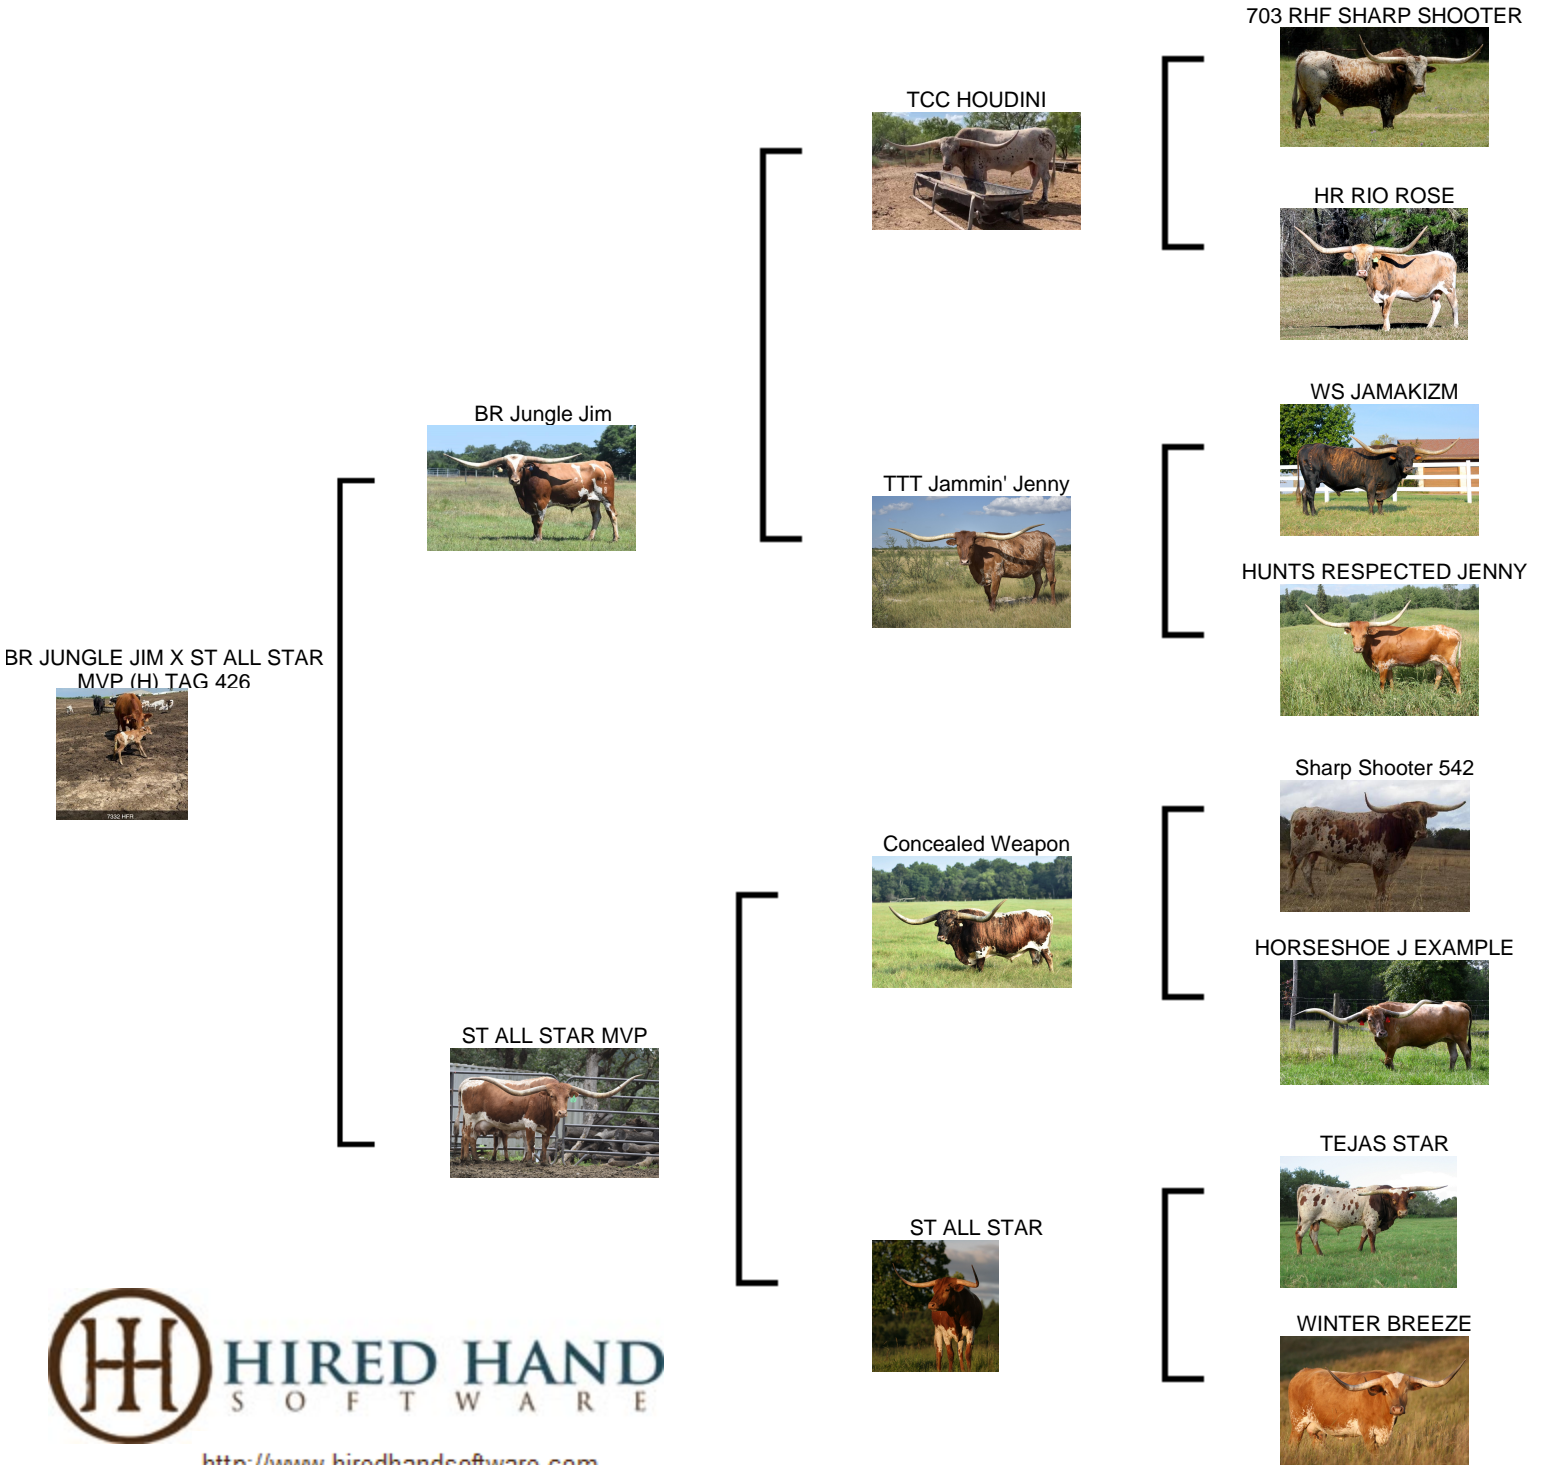 703 RHF SHARP SHOOTER
TCC HOUDINI
HR RIO ROSE
WS JAMAKIZM
BR Jungle Jim
TTT Jammin' Jenny
HUNTS RESPECTED JENNY
BR JUNGLE JIM X ST ALL STAR
MVP (H) TAG 426
7332 HFR
Sharp Shooter 542
Concealed Weapon
HORSESHOE J EXAMPLE
ST ALL STAR MVP
TEJAS STAR
ST ALL STAR
WINTER BREEZE
HIRED HAND
SOFTWARE
http://www.hiredhandsoftware.com